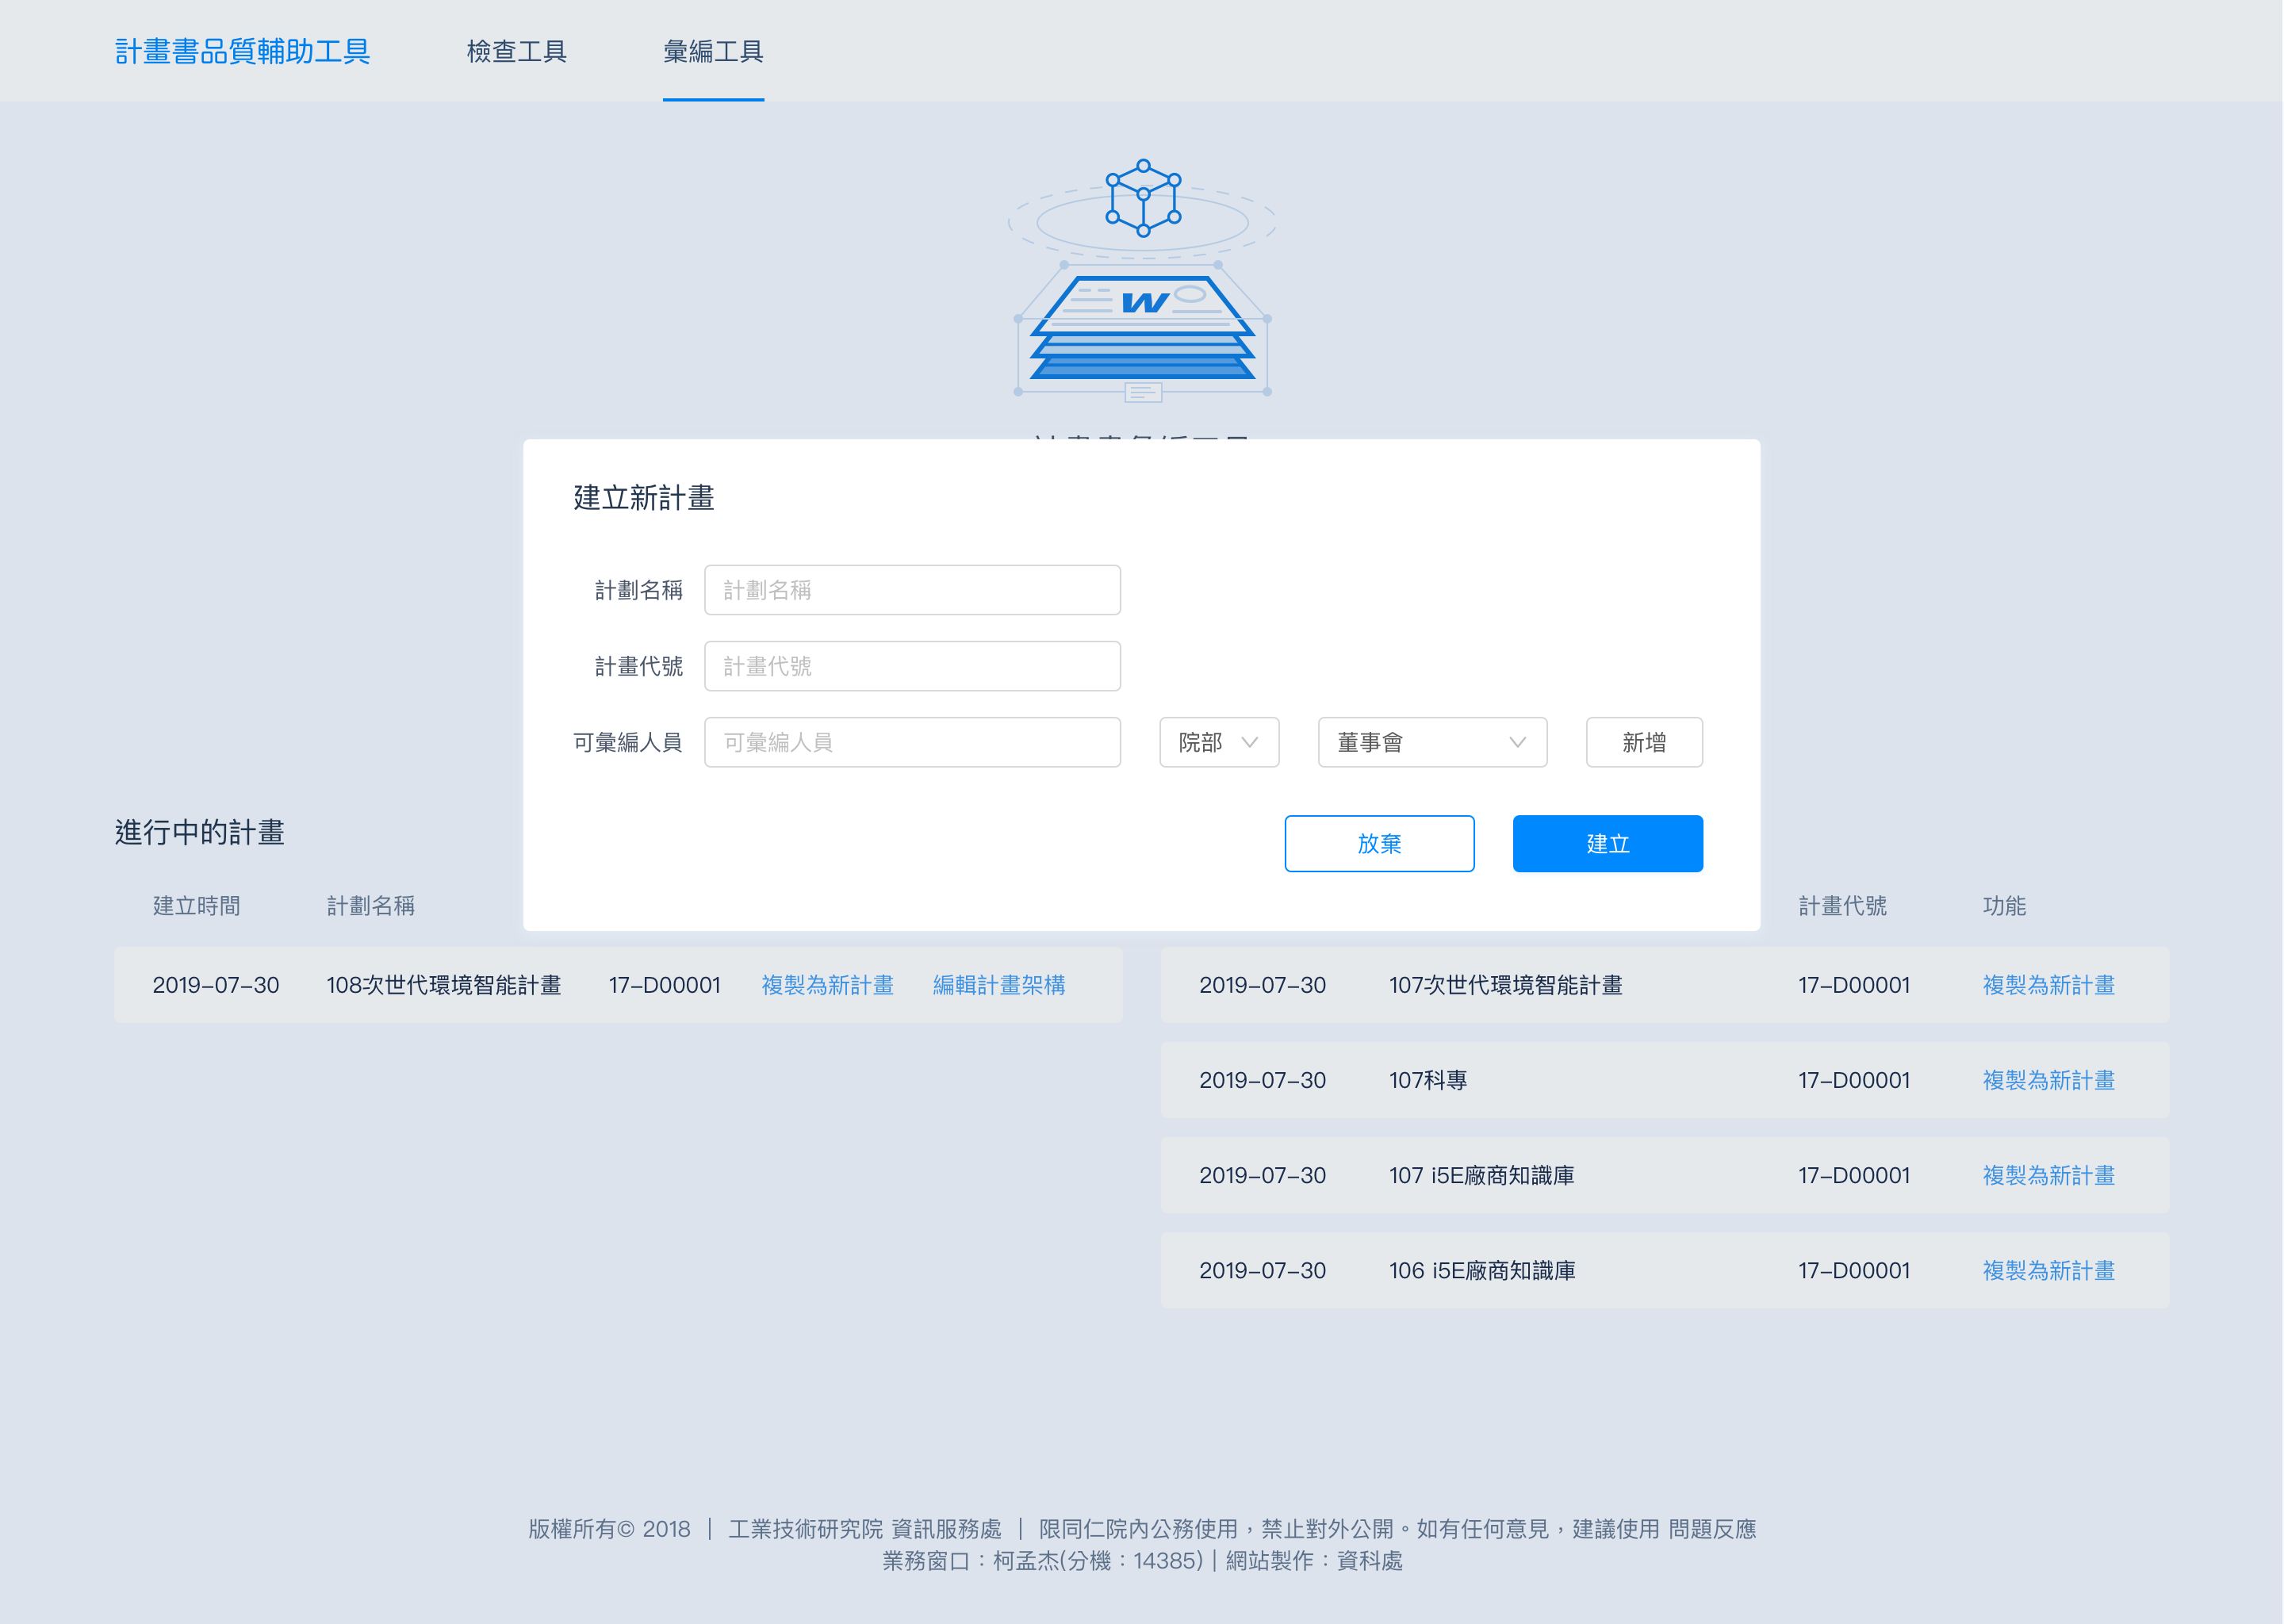 計畫書品質輔助工具 檢查工具 彙編工具
W
建立新計畫
計劃名稱 計劃名稱
計畫代號 計畫代號
可彙編人員 可彙編人員 院部 董事會 新增
放棄 建立
進行中的計畫
建立時間 計劃名稱
2019-07-30 108次世代環境智能計畫 17-D00001 複製為新計畫 編輯計畫架構
計畫代號 功能
2019-07-30 107次世代環境智能計畫 17-D00001 複製為新計畫
2019-07-30 107科專 17-D00001 複製為新計畫
2019-07-30 107 i5E廠商知識庫 17-D00001 複製為新計畫
2019-07-30 106 i5E廠商知識庫 17-D00001 複製為新計畫
版權所有© 2018 ｜ 工業技術研究院 資訊服務處 ｜ 限同仁院內公務使用，禁止對外公開。如有任何意見，建議使用 問題反應
業務窗口：柯孟杰(分機：14385) | 網站製作：資科處